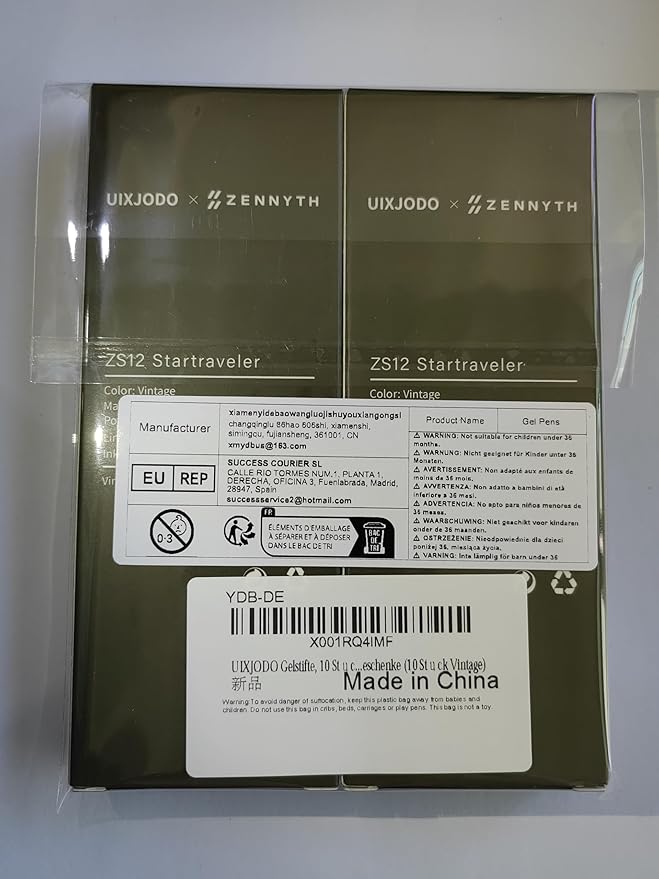 UIXJODO × ZENNYTH
UIXJODO × ZENNYTH
ZS12 Startraveler
ZS12 Startraveler
Color: Vintage
Color: Vintage
Manufacturer
xiamenyidebaowangluojishuyouxiangongsi
changqinglu 86hao 606shi, xiamenshi,
simingqu, fujiansheng, 361001, CN
xmydbus@163.com
Product Name
Gel Pens
EU REP
SUCCESS COURIER SL
CALLE RIO TORMES NUM.1, PLANTA 1,
DERECHA, OFICINA 3, Fuenlabrada, Madrid,
28947, Spain
successservice2@hotmail.com
⚠ WARNING: Not suitable for children under 36
months.
⚠ WARNUNG: Nicht geeignet für Kinder unter 36
Monaten.
⚠ AVERTISSEMENT: Non adapté aux enfants de
moins de 36 mois.
⚠ AVVERTENZA: Non adatto a bambini di età
inferiore a 36 mesi.
⚠ ADVERTENCIA: No apto para niños menores de
36 meses.
⚠ WAARSCHUWING: Niet geschikt voor kinderen
onder de 36 maanden.
⚠ OSTRZEŻENIE: Nieodpowiednie dla dzieci
poniżej 36, miesiąca życia.
⚠ VARNING: Inte lämplig för barn under 36
0-3
FR
ÉLÉMENTS D'EMBALLAGE
À SÉPARER ET À DÉPOSER
DANS LE BAC DE TRI
BAC
DE
TRI
YDB-DE
X001RQ4IMF
UIXJODO Gelstifte, 10 Stuc...eschenke (10 Stuck Vintage)
新品
Made in China
Warning:To avoid danger of suffocation, keep this plastic bag away from babies and
children. Do not use this bag in cribs, beds, carriages or play pens. This bag is not a toy.